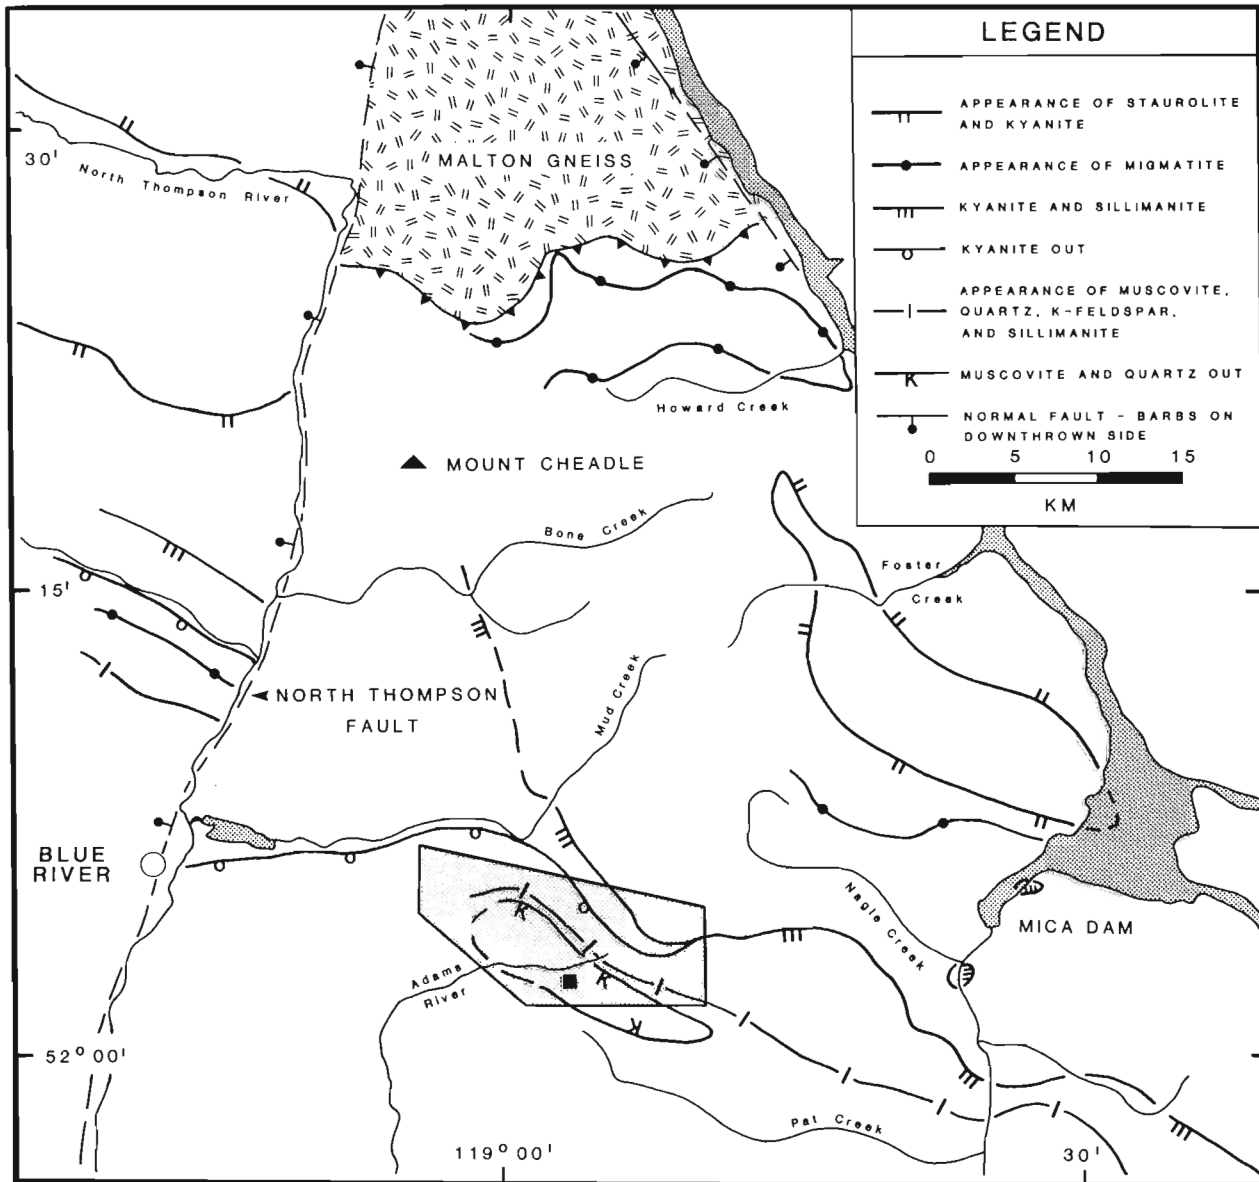 LEGEND
APPEARANCE OF STAUROLITE
AND KYANITE
APPEARANCE OF MIGMATITE
KYANITE AND SILLIMANITE
KYANITE OUT
APPEARANCE OF MUSCOVITE,
QUARTZ, K-FELDSPAR,
AND SILLIMANITE
K
MUSCOVITE AND QUARTZ OUT
NORMAL FAULT - BARBS ON
DOWNTHROWN SIDE
0 5 10 15
KM
30'
North Thompson River
MALTON GNEISS
Howard Creek
MOUNT CHEADLE
Bone Creek
Foster
Creek
15'
NORTH THOMPSON
FAULT
Mud Creek
BLUE
RIVER
Nagle Creek
MICA DAM
K
K
K
Adams
River
52° 00'
Pat Creek
119° 00'
30'